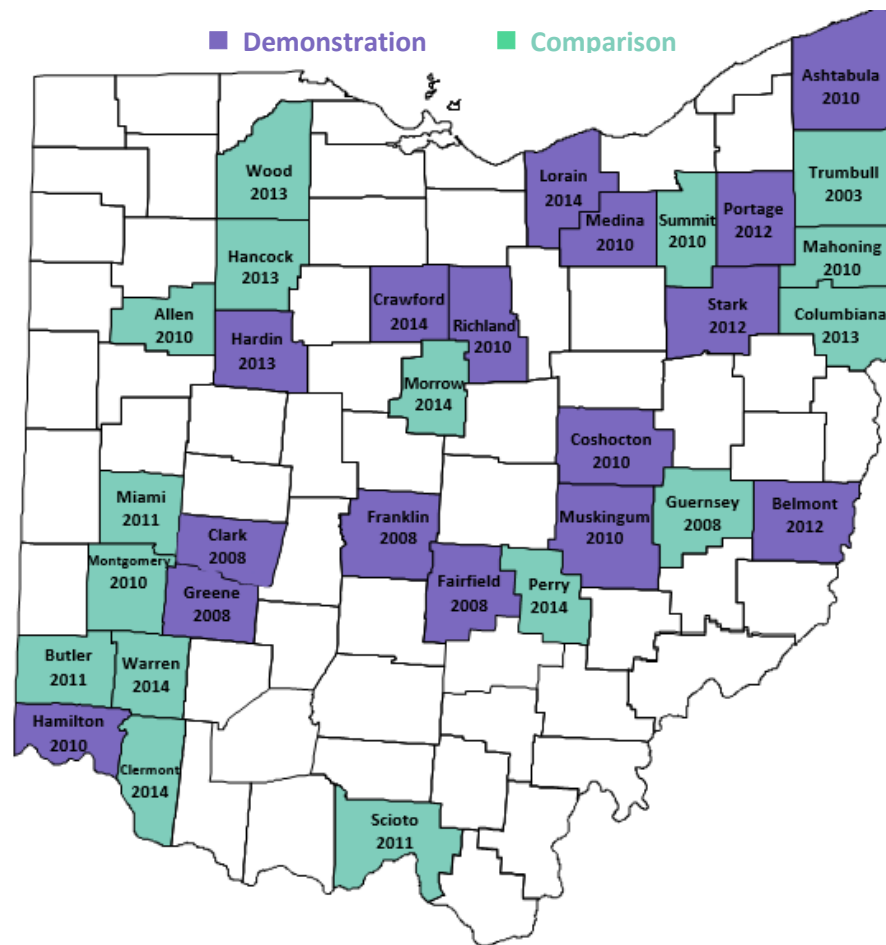 Demonstration
Comparison
Ashtabula
2010
Wood
2013
Lorain
2014
Trumbull
2003
Medina
2010
Summit
2010
Portage
2012
Hancock
2013
Mahoning
2010
Allen
2010
Crawford
2014
Richland
2010
Stark
2012
Columbiana
2013
Hardin
2013
Morrow
2014
Coshocton
2010
Miami
2011
Clark
2008
Franklin
2008
Muskingum
2010
Guernsey
2008
Belmont
2012
Montgomery
2010
Greene
2008
Fairfield
2008
Perry
2014
Butler
2011
Warren
2014
Hamilton
2010
Clermont
2014
Scioto
2011